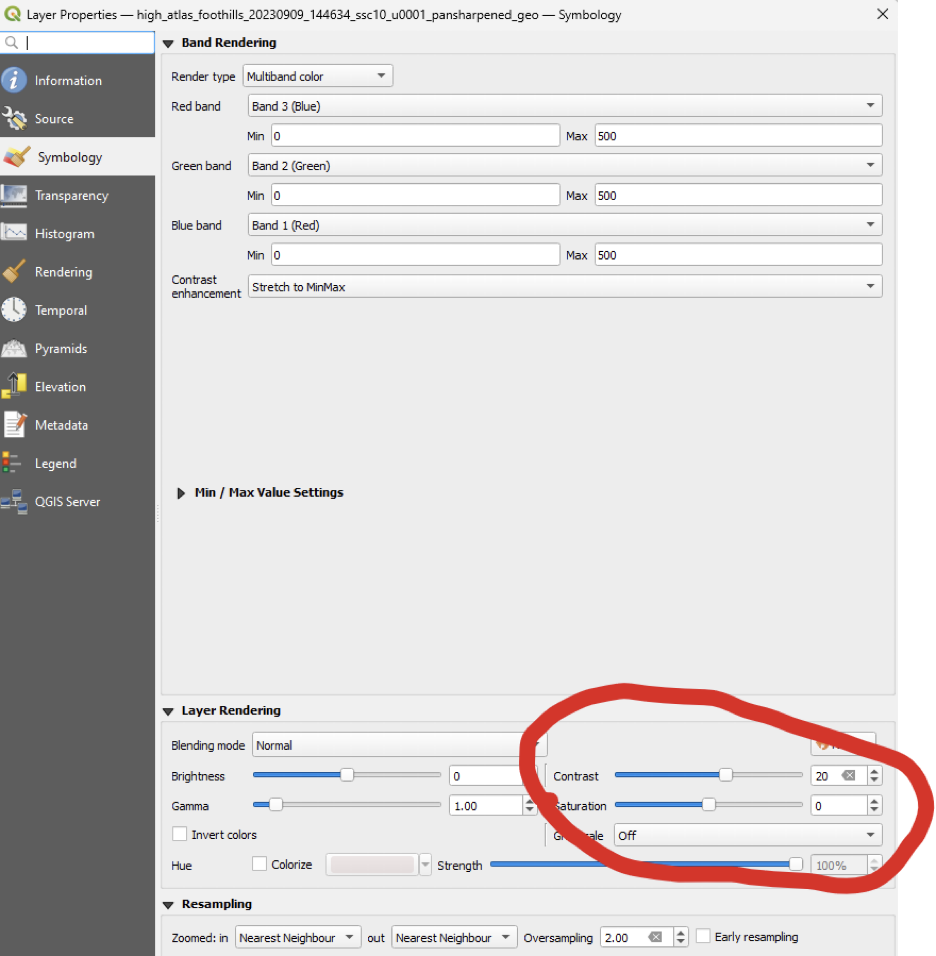 Layer Properties — high_atlas_foothills_20230909_144634_ssc10_u0001_pansharpened_geo — Symbology
Information
Source
Symbology
Transparency
Histogram
Rendering
Temporal
Pyramids
Elevation
Metadata
Legend
QGIS Server
Band Rendering
Render type Multiband color
Red band Band 3 (Blue)
Min 0 Max 500
Green band Band 2 (Green)
Min 0 Max 500
Blue band Band 1 (Red)
Min 0 Max 500
Contrast
enhancement Stretch to MinMax
Min / Max Value Settings
Layer Rendering
Blending mode Normal
Brightness 0 Contrast 20
Gamma 1.00 0
Invert colors Off
Hue Colorize Strength 100%
Resampling
Zoomed: in Nearest Neighbour out Nearest Neighbour Oversampling 2.00 Early resampling